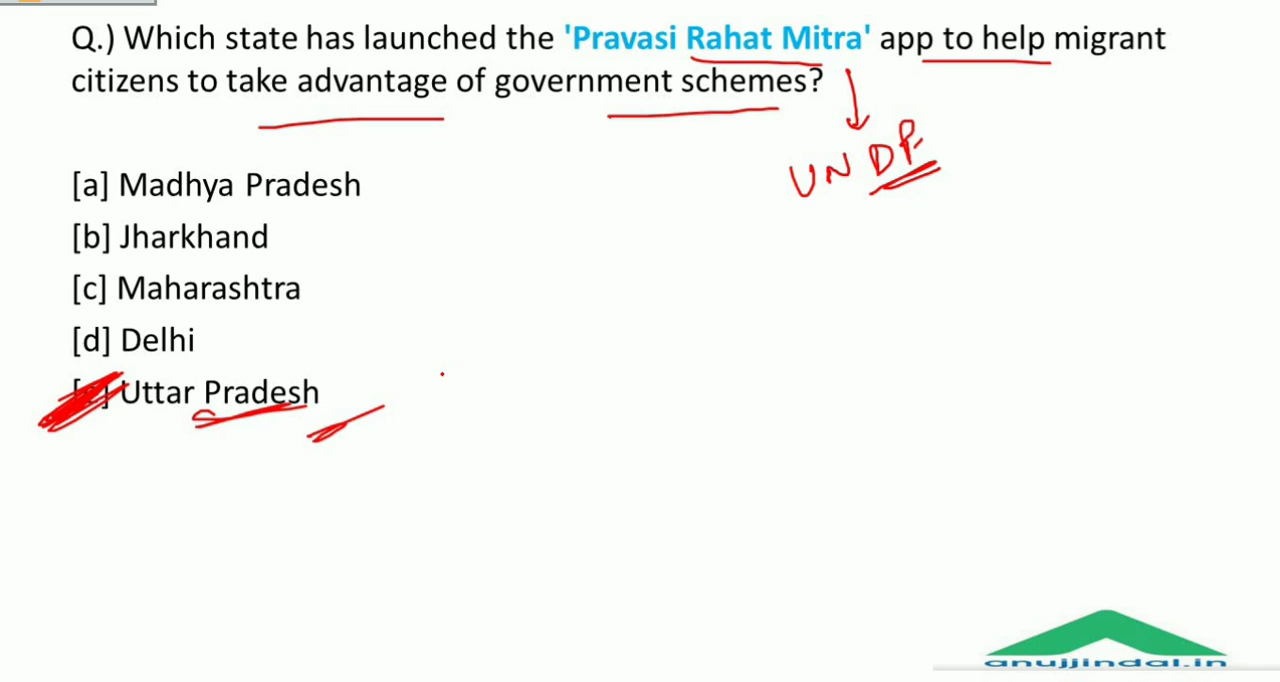 Q.) Which state has launched the 'Pravasi Rahat Mitra' app to help migrant
citizens to take advantage of government schemes?
UNDP
[a] Madhya Pradesh
[b] Jharkhand
[c] Maharashtra
[d] Delhi
Uttar Pradesh
anujjindal.in